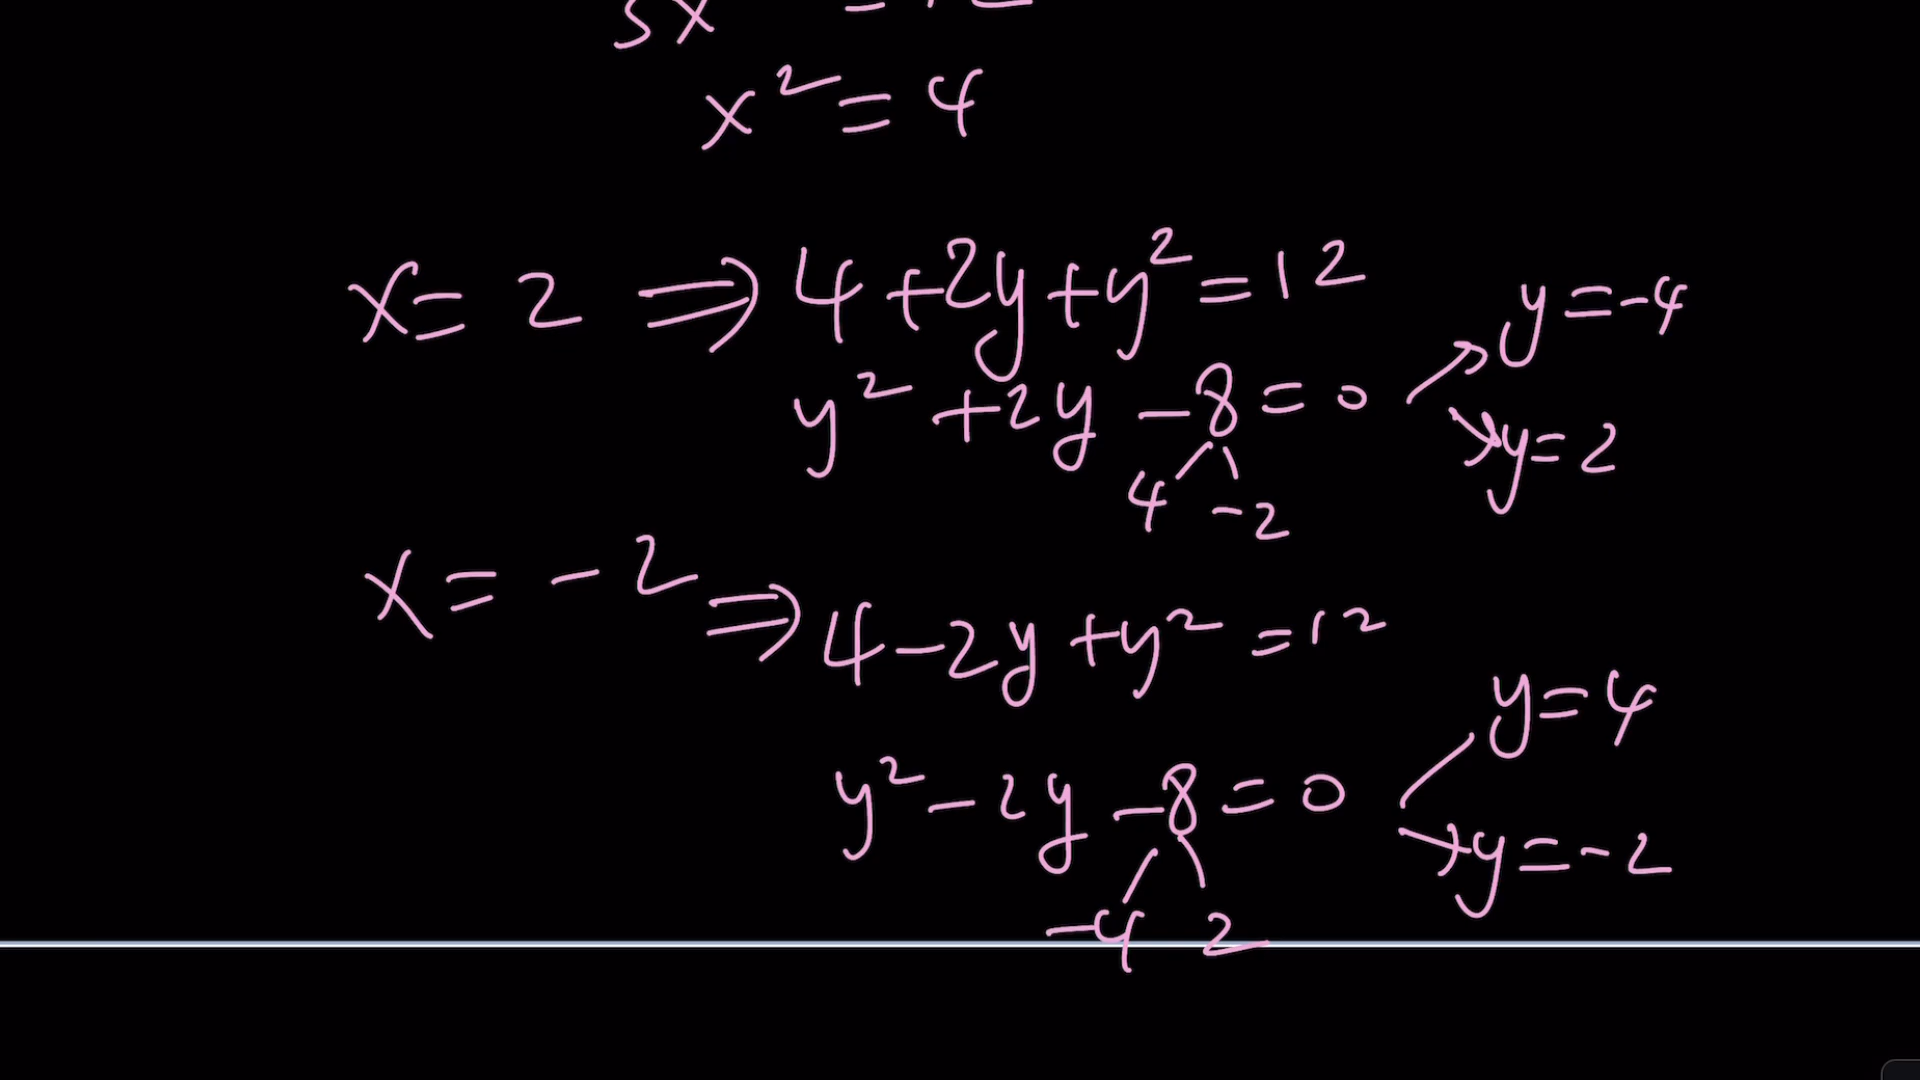 x² = 4
x = 2 ⇒ 4 + 2y + y² = 12
y = -4
y² + 2y - 8 = 0
y = 2
4 -2
x = -2 ⇒ 4 - 2y + y² = 12
y = 4
y² - 2y - 8 = 0
y = -2
-4 2